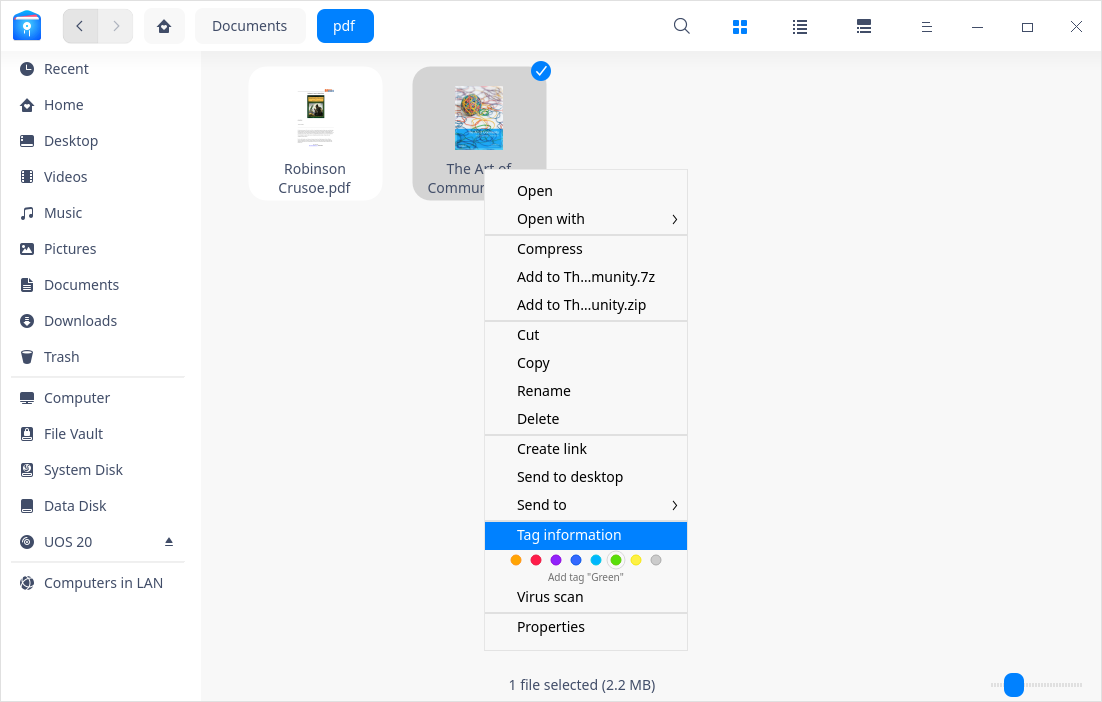 Documents
pdf
Recent
Home
Desktop
Videos
Music
Pictures
Documents
Downloads
Trash
Computer
File Vault
System Disk
Data Disk
UOS 20
Computers in LAN
Robinson
Crusoe.pdf
The Art of
Open
Open with
Compress
Add to Th...munity.7z
Add to Th...unity.zip
Cut
Copy
Rename
Delete
Create link
Send to desktop
Send to
Tag information
Add tag "Green"
Virus scan
Properties
1 file selected (2.2 MB)